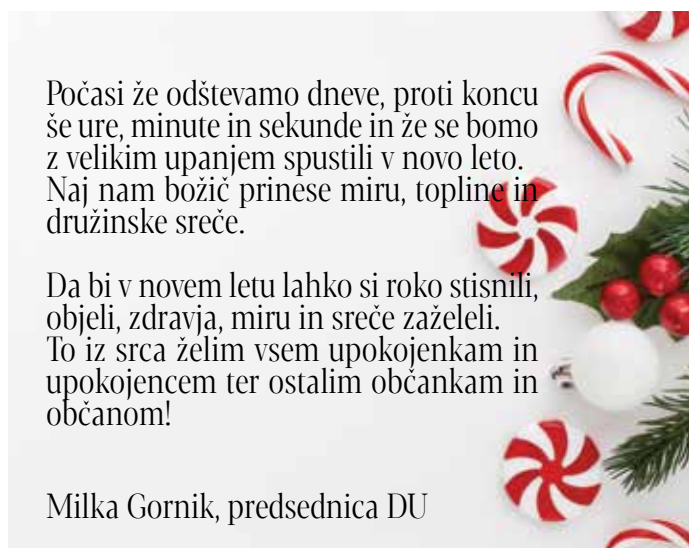 Počasi že odštevamo dneve, proti koncu
še ure, minute in sekunde in že se bomo
z velikim upanjem spustili v novo leto.
Naj nam božič prinese miru, topline in
družinske sreče.
Da bi v novem letu lahko si roko stisnili,
objeli, zdravja, miru in sreče zaželeli.
To iz srca želim vsem upokojenkam in
upokojencem ter ostalim občankam in
občanom!
Milka Gornik, predsednica DU